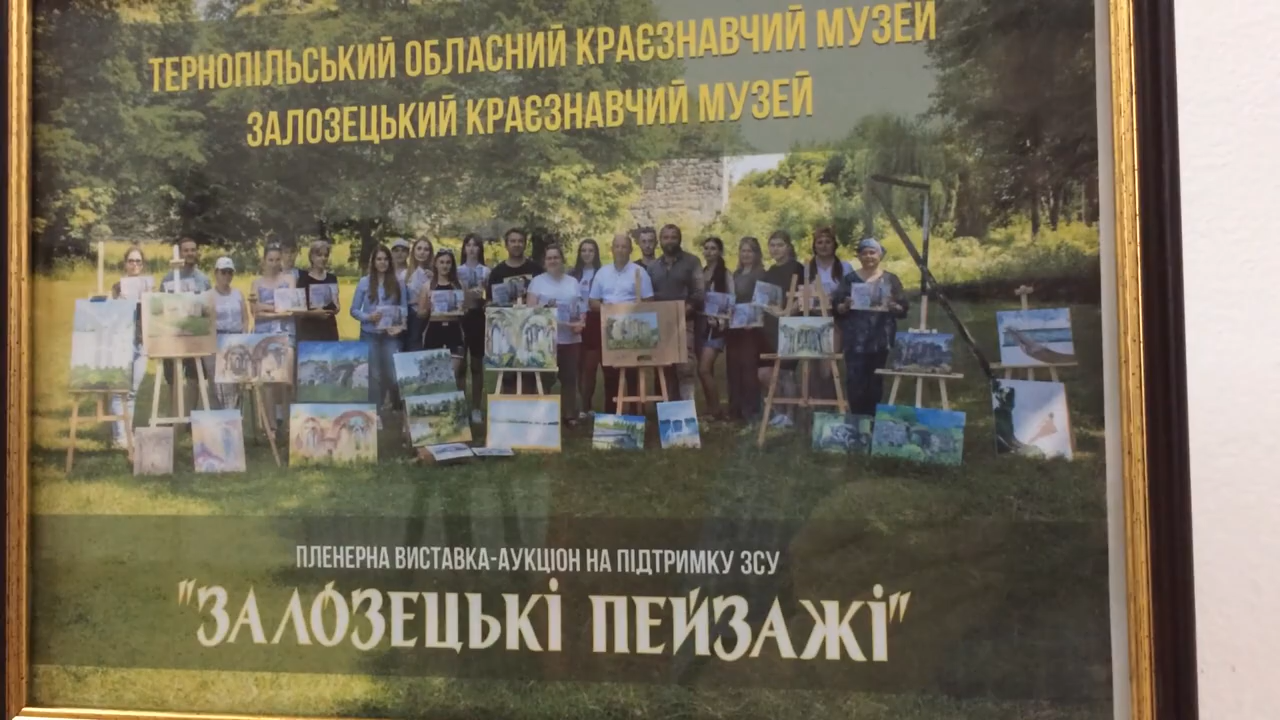 ТЕРНОПІЛЬСЬКИЙ ОБЛАСНИЙ КРАЄЗНАВЧИЙ МУЗЕЙ
ЗАЛОЗЕЦЬКИЙ КРАЄЗНАВЧИЙ МУЗЕЙ
ПЛЕНЕРНА ВИСТАВКА-АУКЦІОН НА ПІДТРИМКУ ЗСУ
"ЗАЛОЗЕЦЬКІ ПЕЙЗАЖІ"